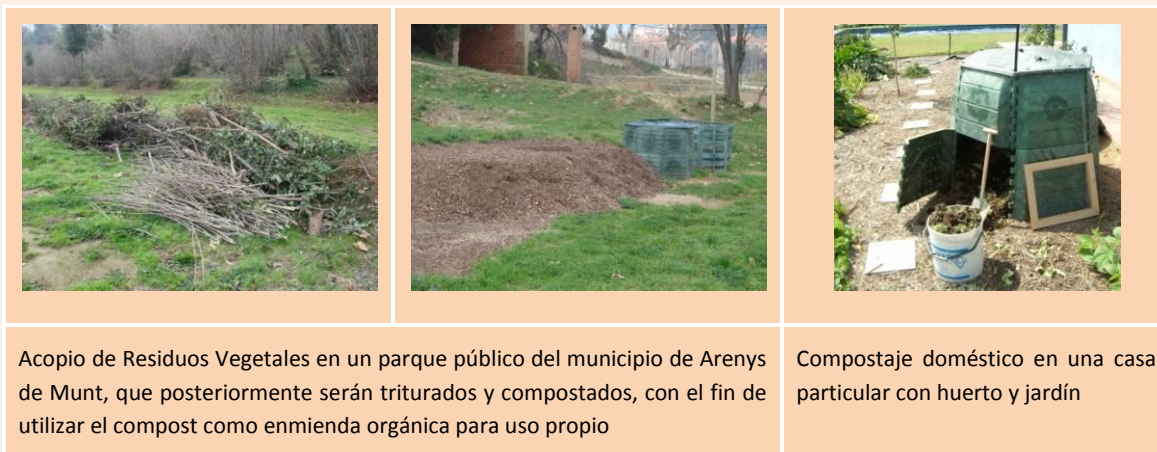 Acopio de Residuos Vegetales en un parque público del municipio de Arenys
de Munt, que posteriormente serán triturados y compostados, con el fin de
utilizar el compost como enmienda orgánica para uso propio
Compostaje doméstico en una casa
particular con huerto y jardín